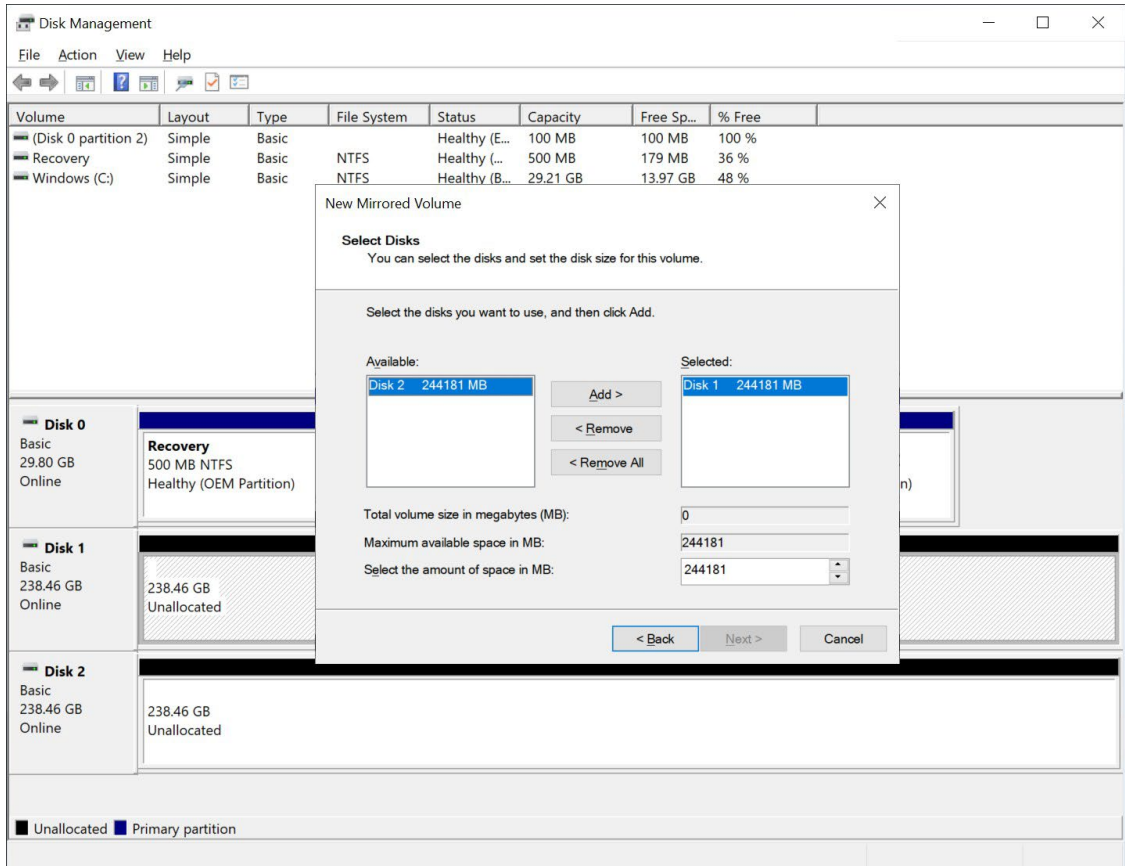 Disk Management
File Action View Help
Volume Layout Type File System Status Capacity Free Sp... % Free
(Disk 0 partition 2) Simple Basic Healthy (E... 100 MB 100 MB 100 %
Recovery Simple Basic NTFS Healthy (... 500 MB 179 MB 36 %
Windows (C:) Simple Basic NTFS Healthy (B... 29.21 GB 13.97 GB 48 %
New Mirrored Volume
Select Disks
You can select the disks and set the disk size for this volume.
Select the disks you want to use, and then click Add.
Available: Selected:
Disk 2 244181 MB Disk 1 244181 MB
Add >
< Remove
< Remove All
Total volume size in megabytes (MB): 0
Maximum available space in MB: 244181
Select the amount of space in MB: 244181
< Back Next > Cancel
Disk 0
Basic
29.80 GB
Online
Recovery
500 MB NTFS
Healthy (OEM Partition)
n)
Disk 1
Basic
238.46 GB
Online
238.46 GB
Unallocated
Disk 2
Basic
238.46 GB
Online
238.46 GB
Unallocated
Unallocated Primary partition